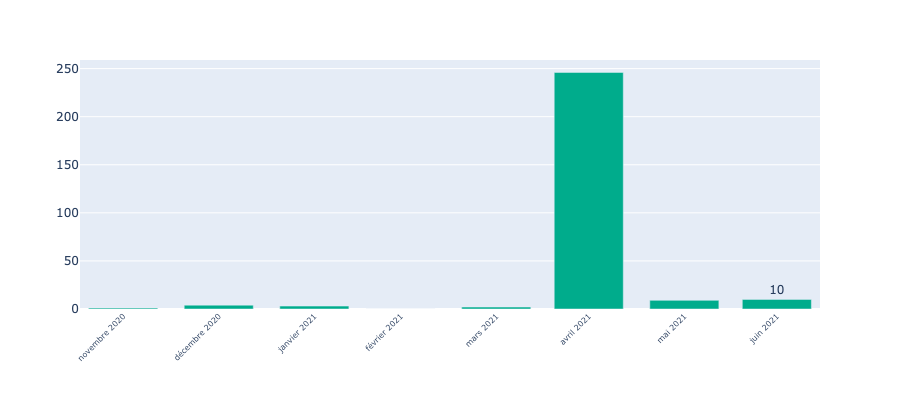 250
200
150
100
50
0
10
novembre 2020
décembre 2020
janvier 2021
février 2021
mars 2021
avril 2021
mai 2021
juin 2021